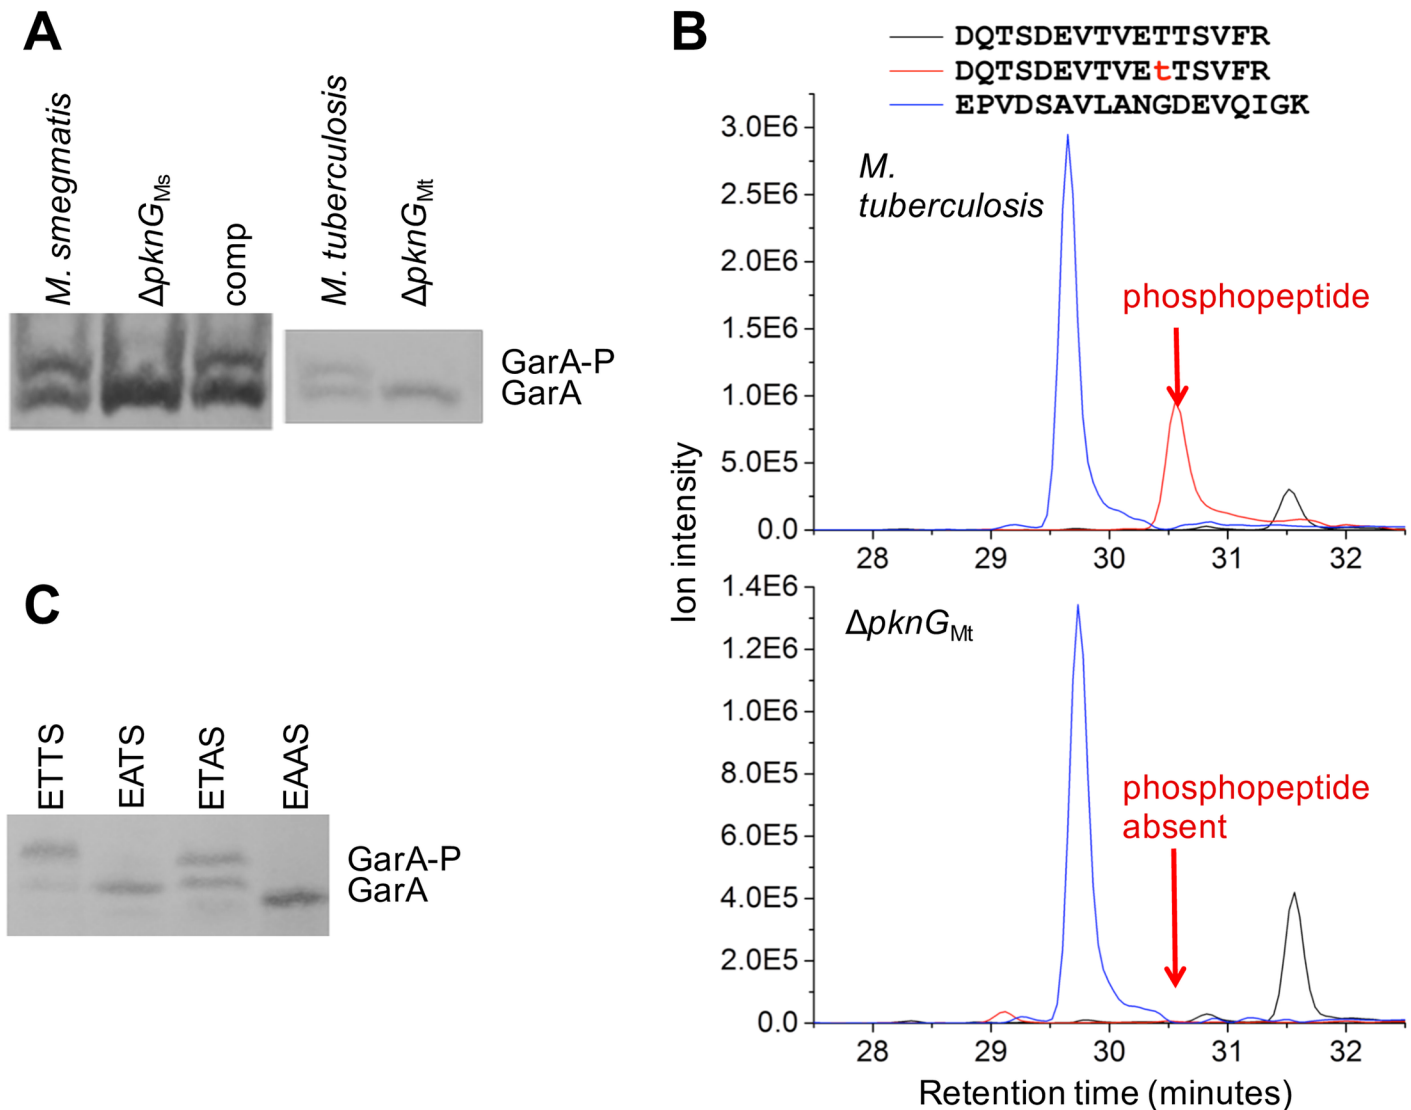 A
M. smegmatis
ΔpknGMs
comp
M. tuberculosis
ΔpknGMt
GarA-P
GarA
B
DQTSDEVTVETTSVFR
DQTSDEVTVEtTSVFR
EPVDSAVLANGDEVQIGK
3.0E6
2.5E6
2.0E6
1.5E6
1.0E6
5.0E5
0.0
M.
tuberculosis
phosphopeptide
28
29
30
31
32
Ion intensity
1.4E6
1.2E6
1.0E6
8.0E5
6.0E5
4.0E5
2.0E5
0.0
ΔpknGMt
phosphopeptide
absent
28
29
30
31
32
Retention time (minutes)
C
ETTS
EATS
ETAS
EAAS
GarA-P
GarA